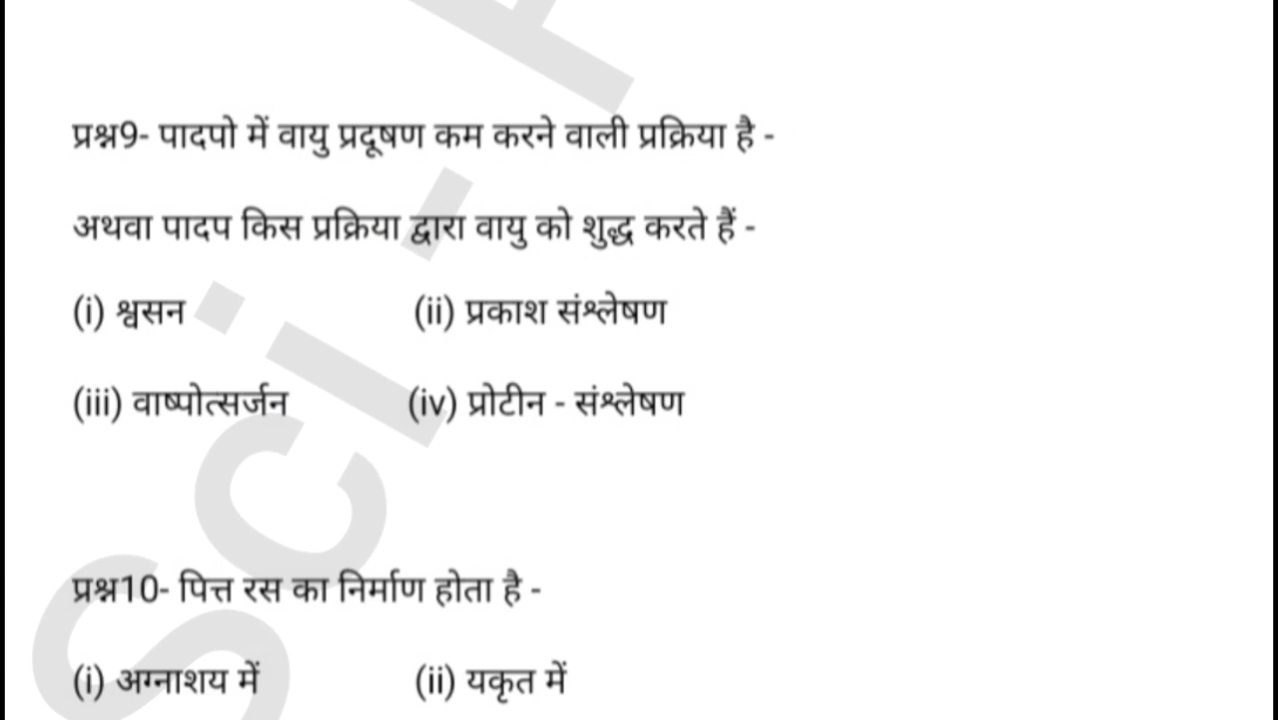 प्रश्न9- पादपो में वायु प्रदूषण कम करने वाली प्रक्रिया है -
अथवा पादप किस प्रक्रिया द्वारा वायु को शुद्ध करते हैं -
(i) श्वसन (ii) प्रकाश संश्लेषण
(iii) वाष्पोत्सर्जन (iv) प्रोटीन - संश्लेषण
प्रश्न10- पित्त रस का निर्माण होता है -
(i) अग्नाशय में (ii) यकृत में
Sci -